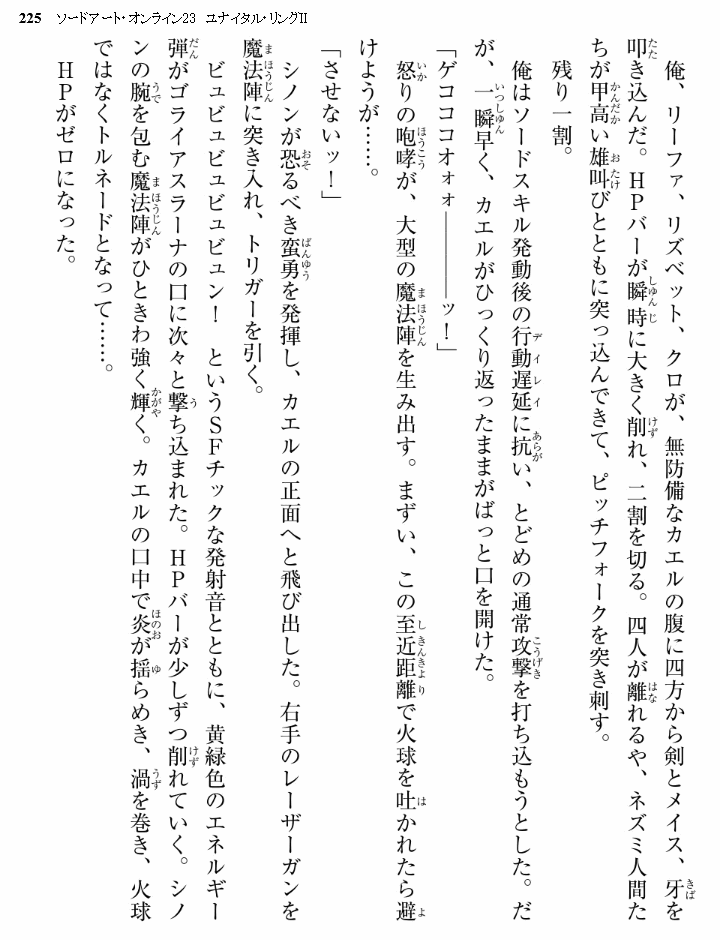 225 ソードアート・オンライン23 ユナイタル・リングⅡ
俺、リーファ、リズベット、クロが、無防備なカエルの腹に四方から剣とメイス、牙を
叩き込んだ。HPバーが瞬時に大きく削れ、二割を切る。四人が離れるや、ネズミ人間た
ちが甲高い雄叫びとともに突っ込んできて、ピッチフォークを突き刺す。
残り一割。
俺はソードスキル発動後の行動遅延に抗い、とどめの通常攻撃を打ち込もうとした。だ
が、一瞬早く、カエルがひっくり返ったままがばっと口を開けた。
「ゲコココオォォ―――ッ！」
怒りの咆哮が、大型の魔法陣を生み出す。まずい、この至近距離で火球を吐かれたら避
けようが……。
「させないッ！」
シノンが恐るべき蛮勇を発揮し、カエルの正面へと飛び出した。右手のレーザーガンを
魔法陣に突き入れ、トリガーを引く。
ビュビュビュビュビュン！　というSFチックな発射音とともに、黄緑色のエネルギー
弾がゴライアスラーナの口に次々と撃ち込まれた。HPバーが少しずつ削れていく。シノ
ンの腕を包む魔法陣がひときわ強く輝く。カエルの口中で炎が揺らめき、渦を巻き、火球
ではなくトルネードとなって……。
HPがゼロになった。